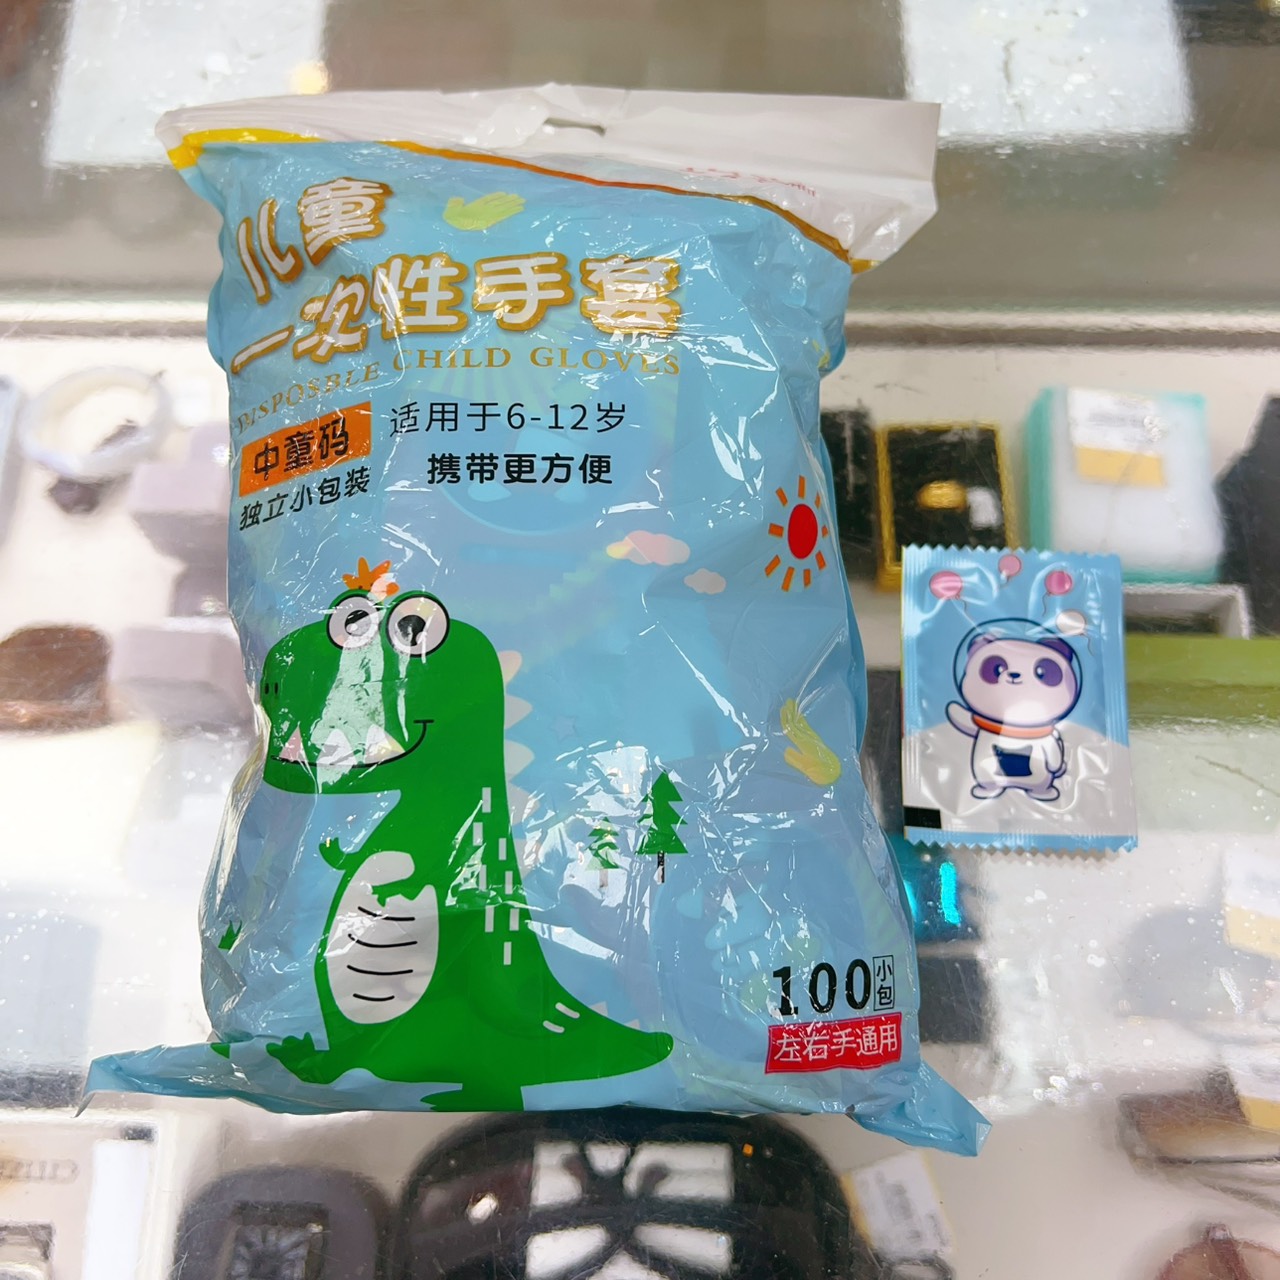 儿童
一次性手套
DISPOSBLE CHILD GLOVES
中童码
适用于6-12岁
独立小包装
携带更方便
100小包
左右手通用